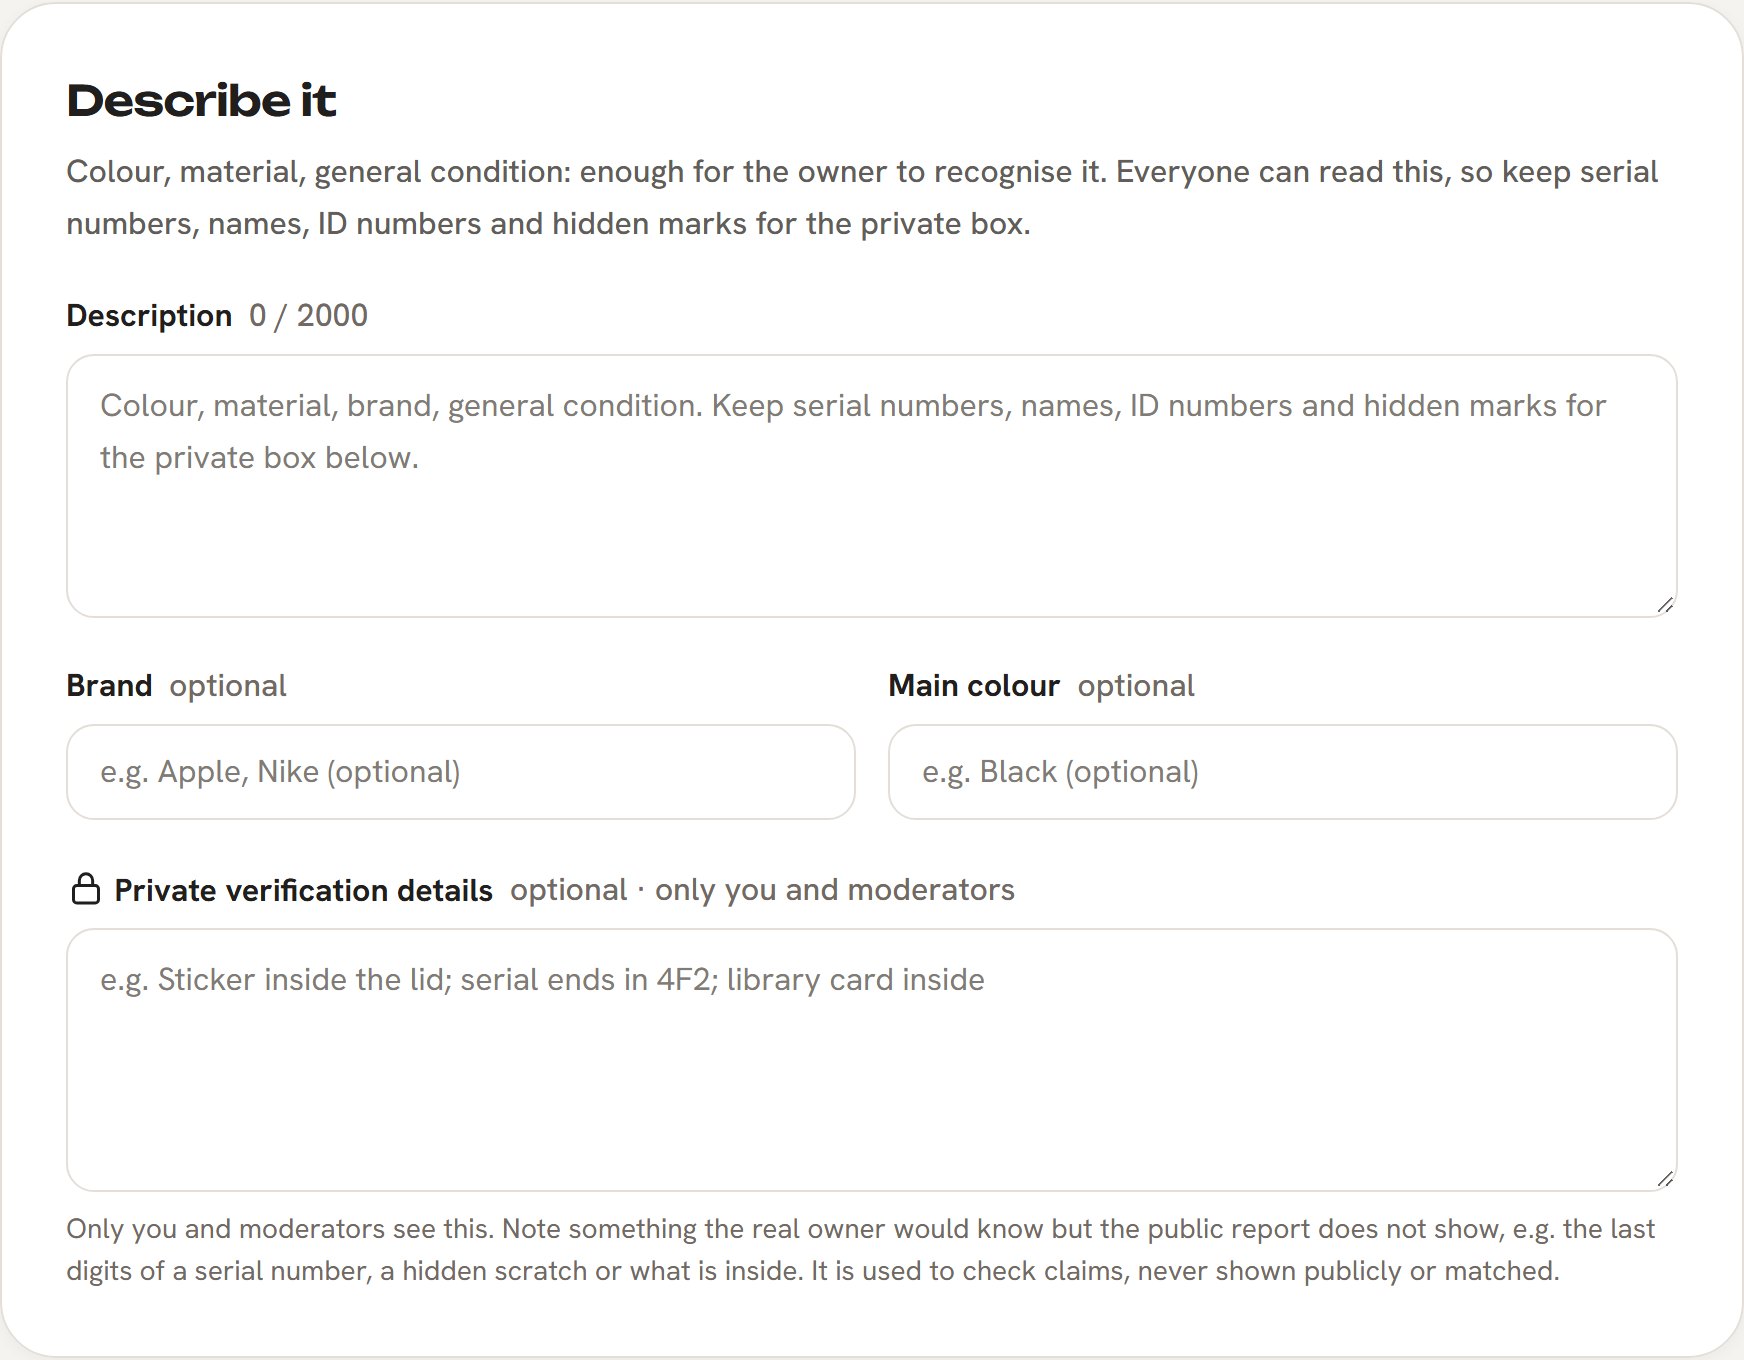 Describe it
Colour, material, general condition: enough for the owner to recognise it. Everyone can read this, so keep serial
numbers, names, ID numbers and hidden marks for the private box.
Description 0 / 2000
Colour, material, brand, general condition. Keep serial numbers, names, ID numbers and hidden marks for
the private box below.
Brand optional Main colour optional
e.g. Apple, Nike (optional) e.g. Black (optional)
Private verification details optional · only you and moderators
e.g. Sticker inside the lid; serial ends in 4F2; library card inside
Only you and moderators see this. Note something the real owner would know but the public report does not show, e.g. the last
digits of a serial number, a hidden scratch or what is inside. It is used to check claims, never shown publicly or matched.